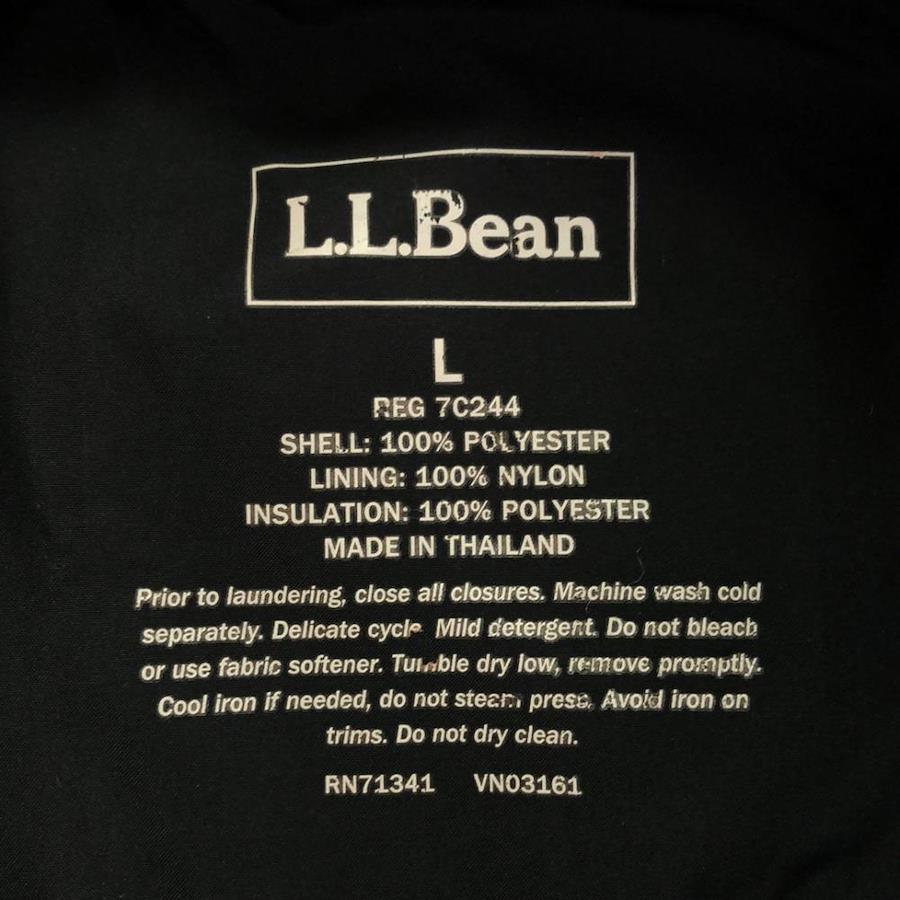 L.L.Bean
L
REG 7C244
SHELL: 100% POLYESTER
LINING: 100% NYLON
INSULATION: 100% POLYESTER
MADE IN THAILAND
Prior to laundering, close all closures. Machine wash cold
separately. Delicate cycle Mild detergent. Do not bleach
or use fabric softener. Tumble dry low, remove promptly.
Cool iron if needed, do not steam press. Avoid iron on
trims. Do not dry clean.
RN71341 VN03161